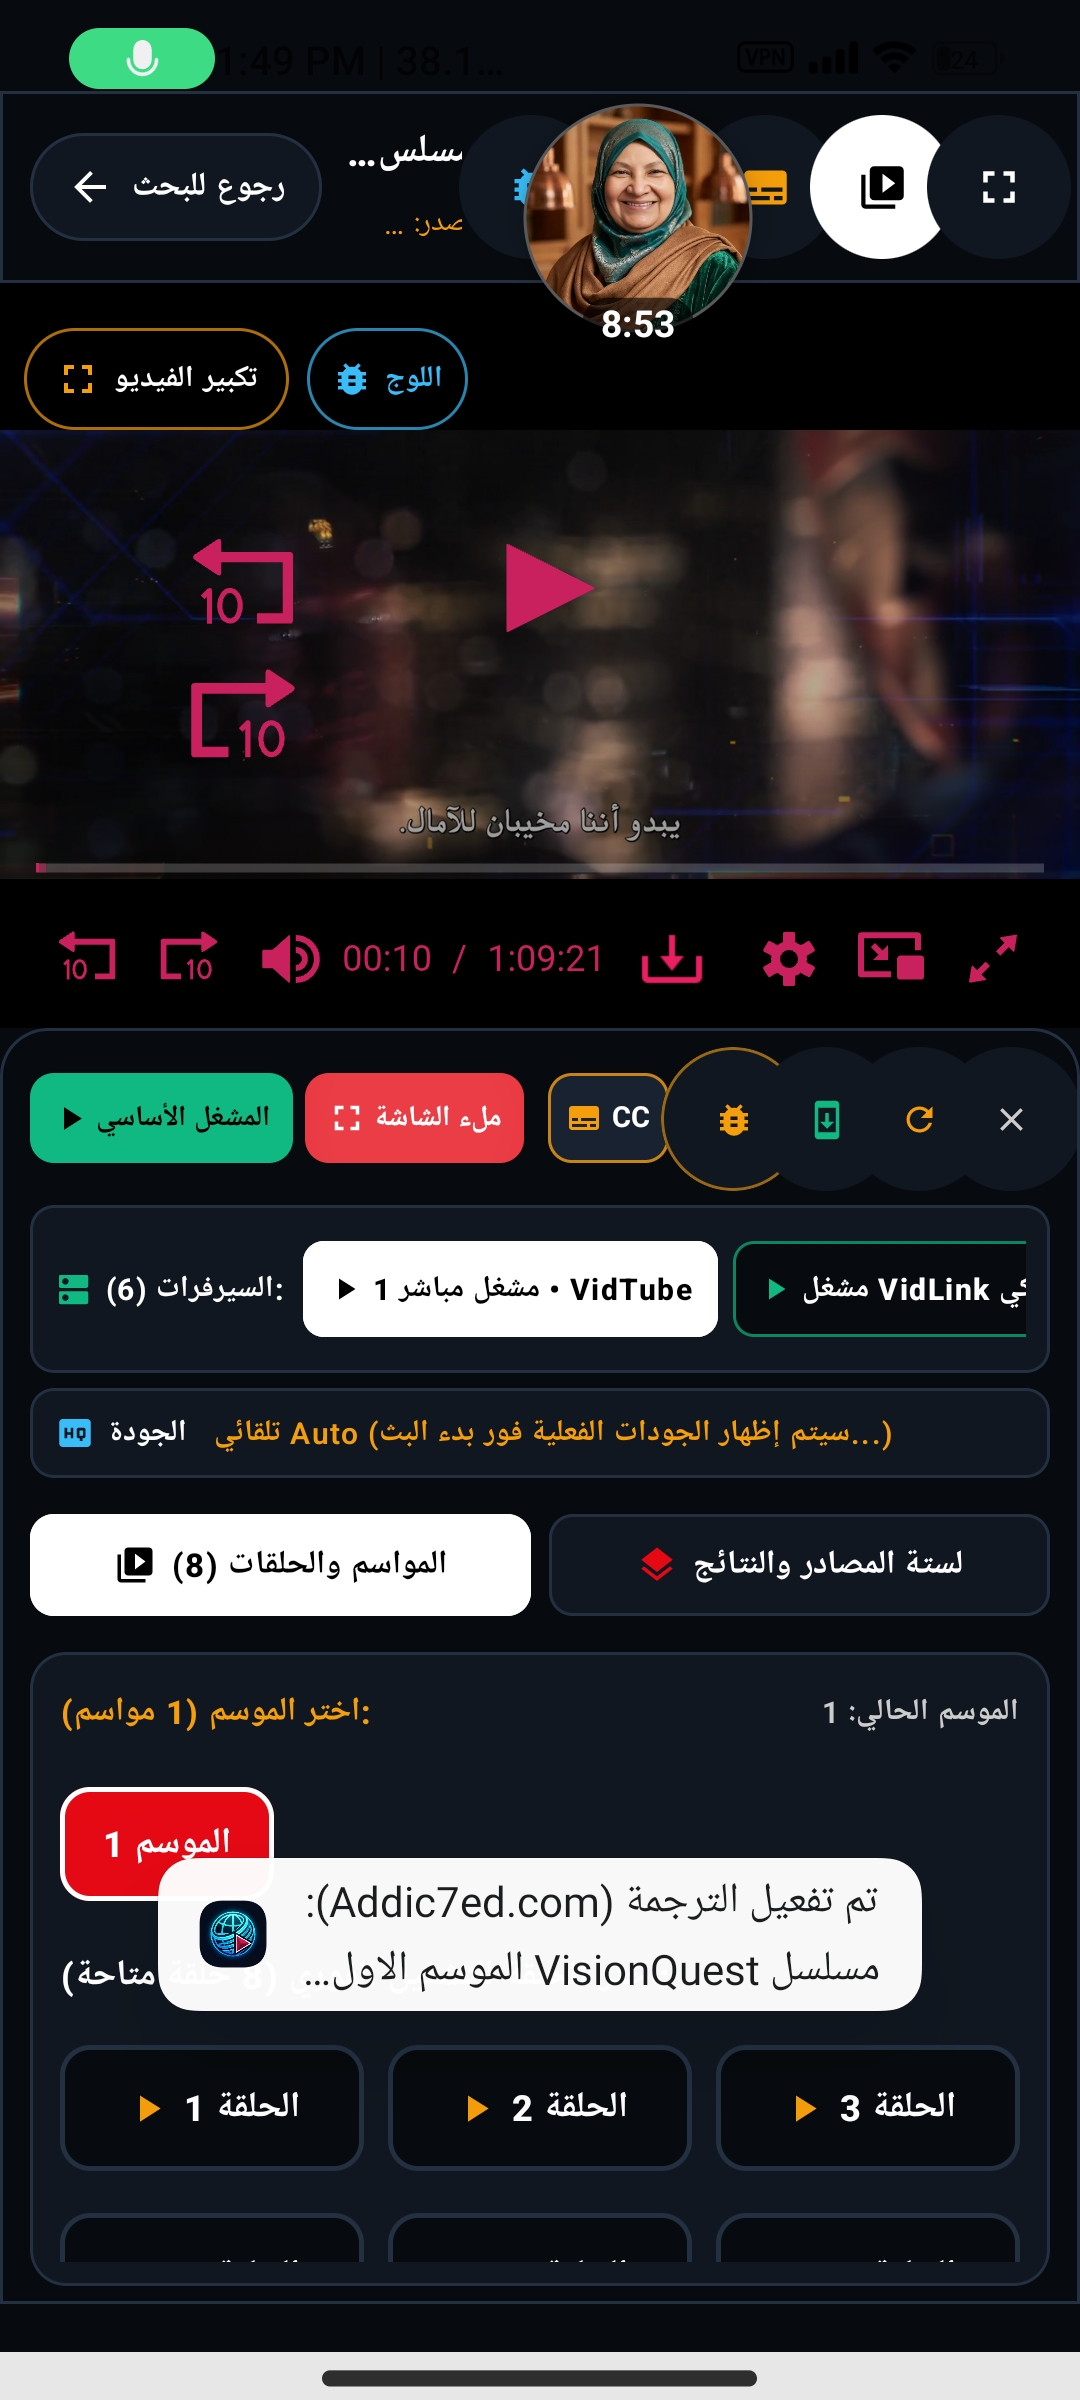 1:49 PM | 38.1...
VPN
24
رجوع للبحث
مسلس...
صدر: ...
8:53
تكبير الفيديو
اللوج
10
10
يبدو أننا مخيبان للآمال.
10
10
00:10 / 1:09:21
المشغل الأساسي
ملء الشاشة
CC
السيرفرات (6):
VidTube • مشغل مباشر 1
مشغل VidLink
HQ
الجودة
تلقائي Auto (سيتم إظهار الجودات الفعلية فور بدء البث...)
المواسم والحلقات (8)
لستة المصادر والنتائج
اختر الموسم (1 مواسم):
الموسم الحالي: 1
الموسم 1
تم تفعيل الترجمة (Addic7ed.com):
مسلسل VisionQuest الموسم الاول...
(8 حلقة متاحة)
الحلقة 1
الحلقة 2
الحلقة 3